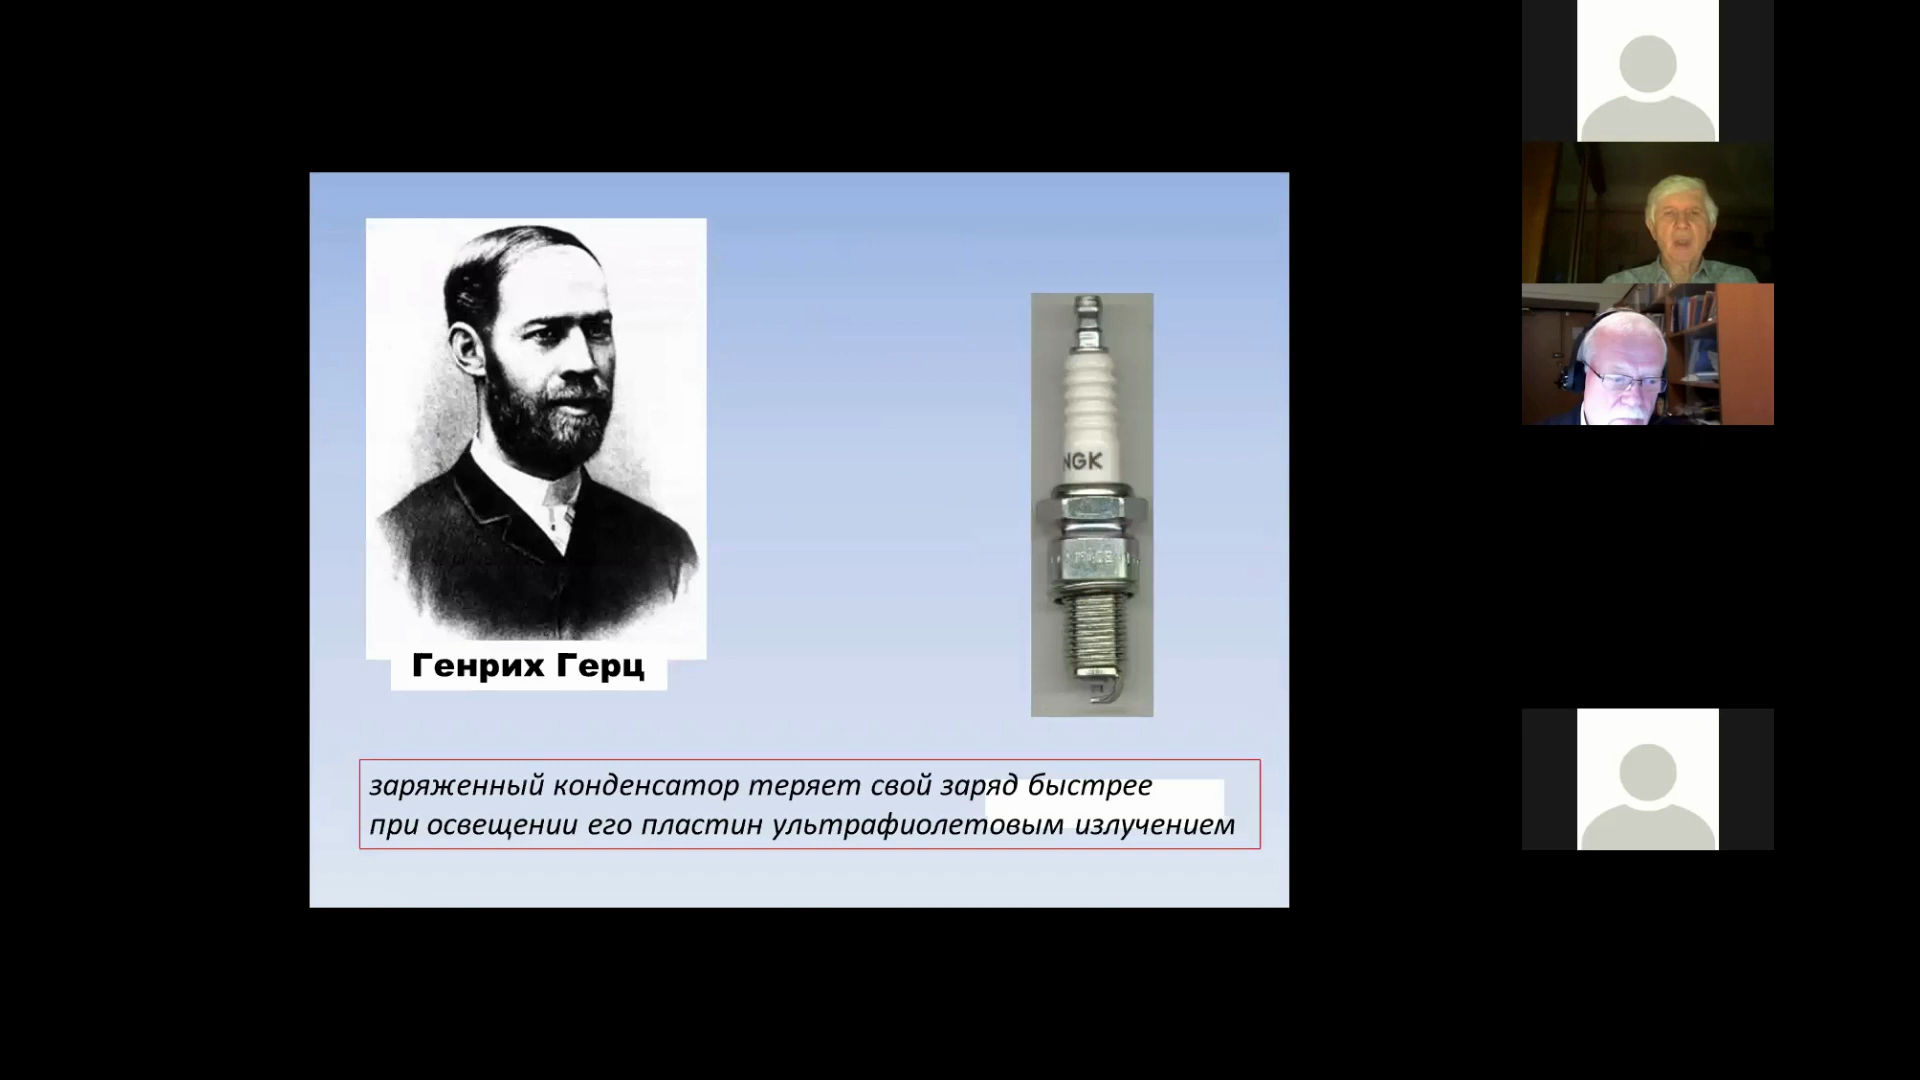 NGK
Генрих Герц
заряженный конденсатор теряет свой заряд быстрее
при освещении его пластин ультрафиолетовым излучением